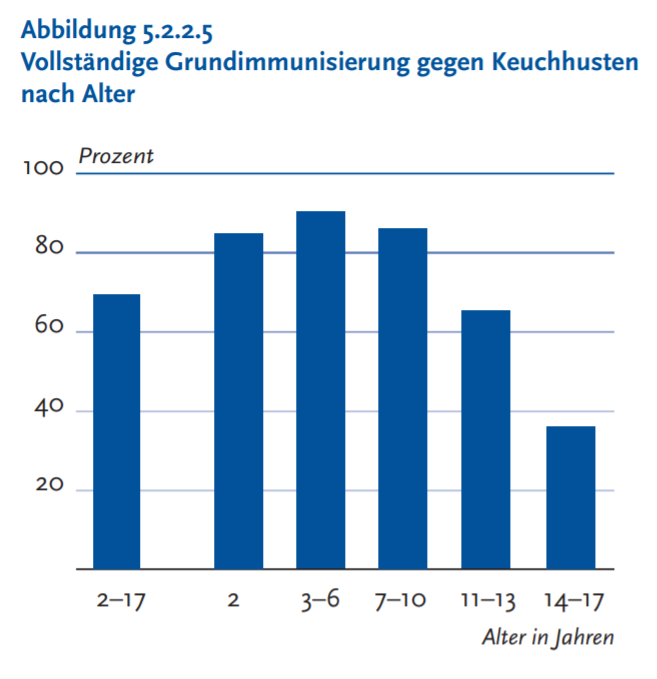 Abbildung 5.2.2.5
Vollständige Grundimmunisierung gegen Keuchhusten
nach Alter
Prozent
100
80
60
40
20
2–17 2 3–6 7–10 11–13 14–17
Alter in Jahren